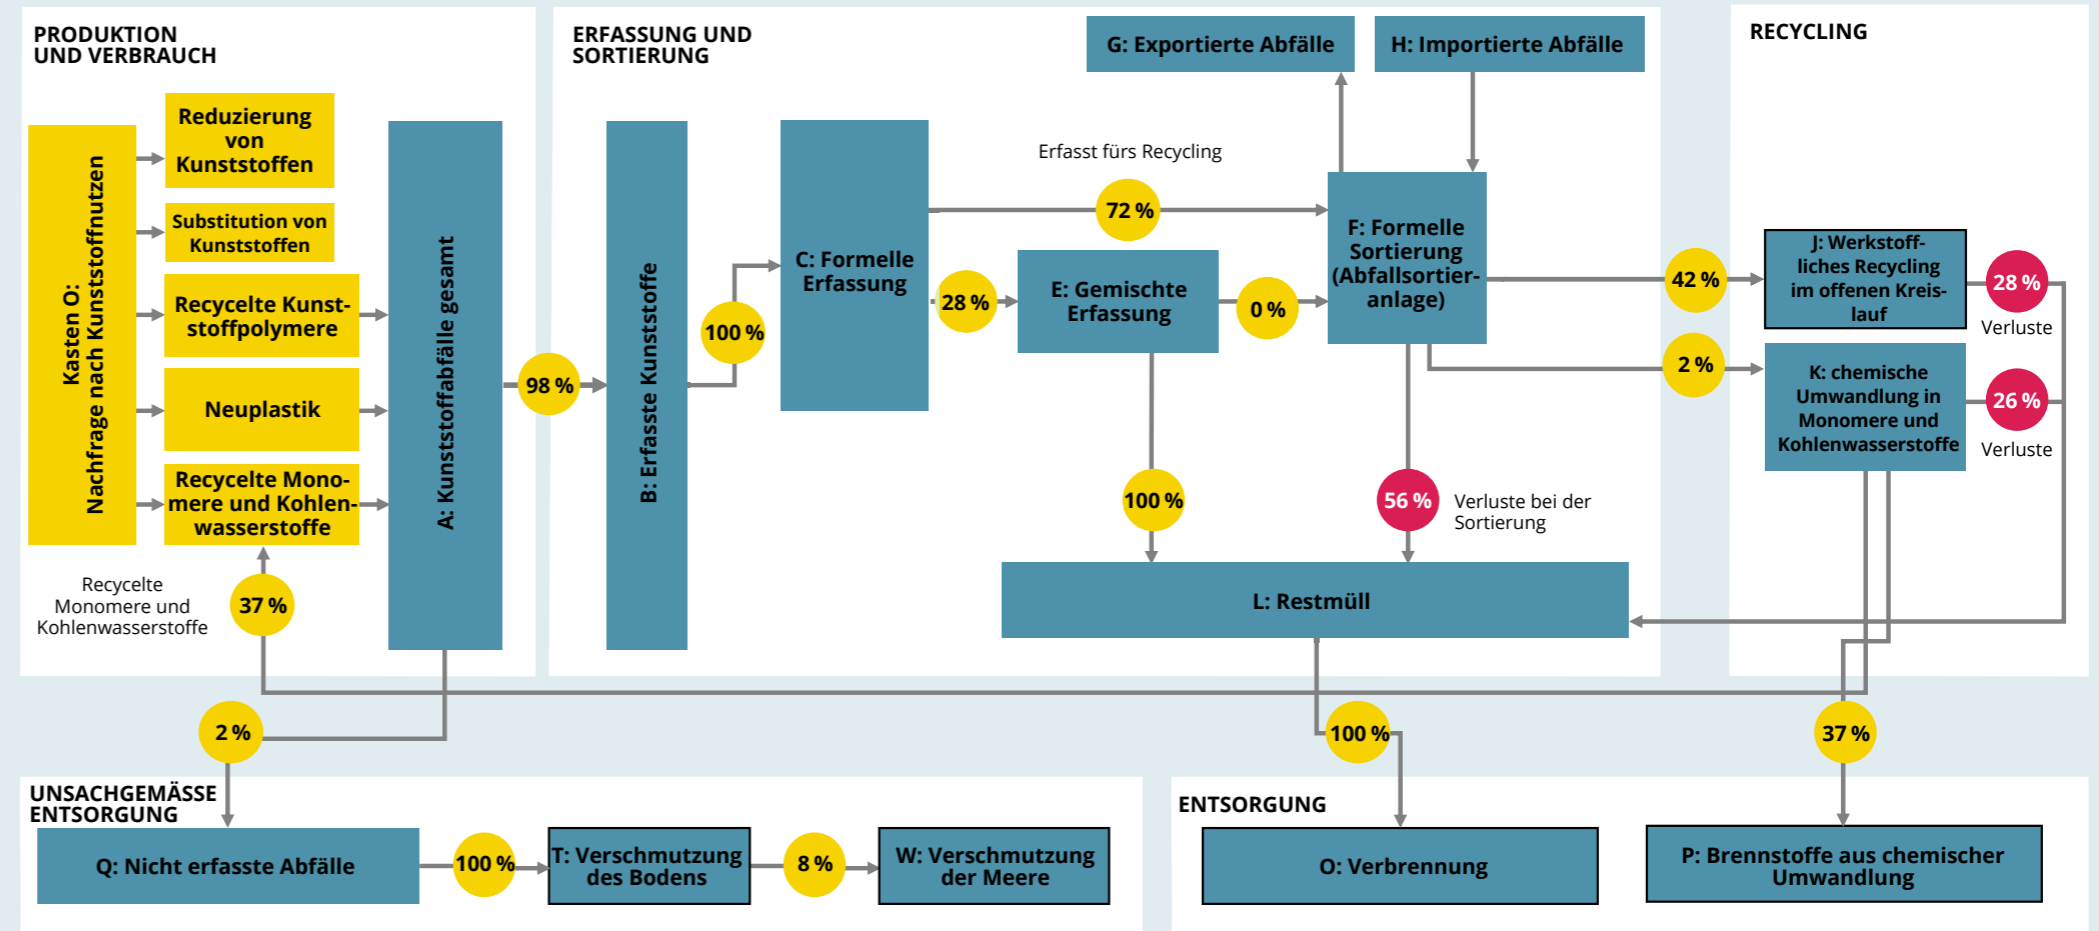 PRODUKTION
UND VERBRAUCH
Kasten O:
Nachfrage nach Kunststoffnutzen
Reduzierung
von
Kunststoffen
Substitution von
Kunststoffen
Recycelte Kunst-
stoffpolymere
Neuplastik
Recycelte Mono-
mere und Kohlen-
wasserstoffe
Recycelte
Monomere und
Kohlenwasserstoffe
37 %
A: Kunststoffabfälle gesamt
98 %
2 %
ERFASSUNG UND
SORTIERUNG
B: Erfasste Kunststoffe
100 %
C: Formelle
Erfassung
Erfasst fürs Recycling
72 %
28 %
E: Gemischte
Erfassung
0 %
100 %
G: Exportierte Abfälle
H: Importierte Abfälle
F: Formelle
Sortierung
(Abfallsortier-
anlage)
56 %
Verluste bei der
Sortierung
L: Restmüll
100 %
RECYCLING
42 %
J: Werkstoff-
liches Recycling
im offenen Kreis-
lauf
28 %
Verluste
2 %
K: chemische
Umwandlung in
Monomere und
Kohlenwasserstoffe
26 %
Verluste
37 %
UNSACHGEMÄSSE
ENTSORGUNG
Q: Nicht erfasste Abfälle
100 %
T: Verschmutzung
des Bodens
8 %
W: Verschmutzung
der Meere
ENTSORGUNG
O: Verbrennung
P: Brennstoffe aus chemischer
Umwandlung